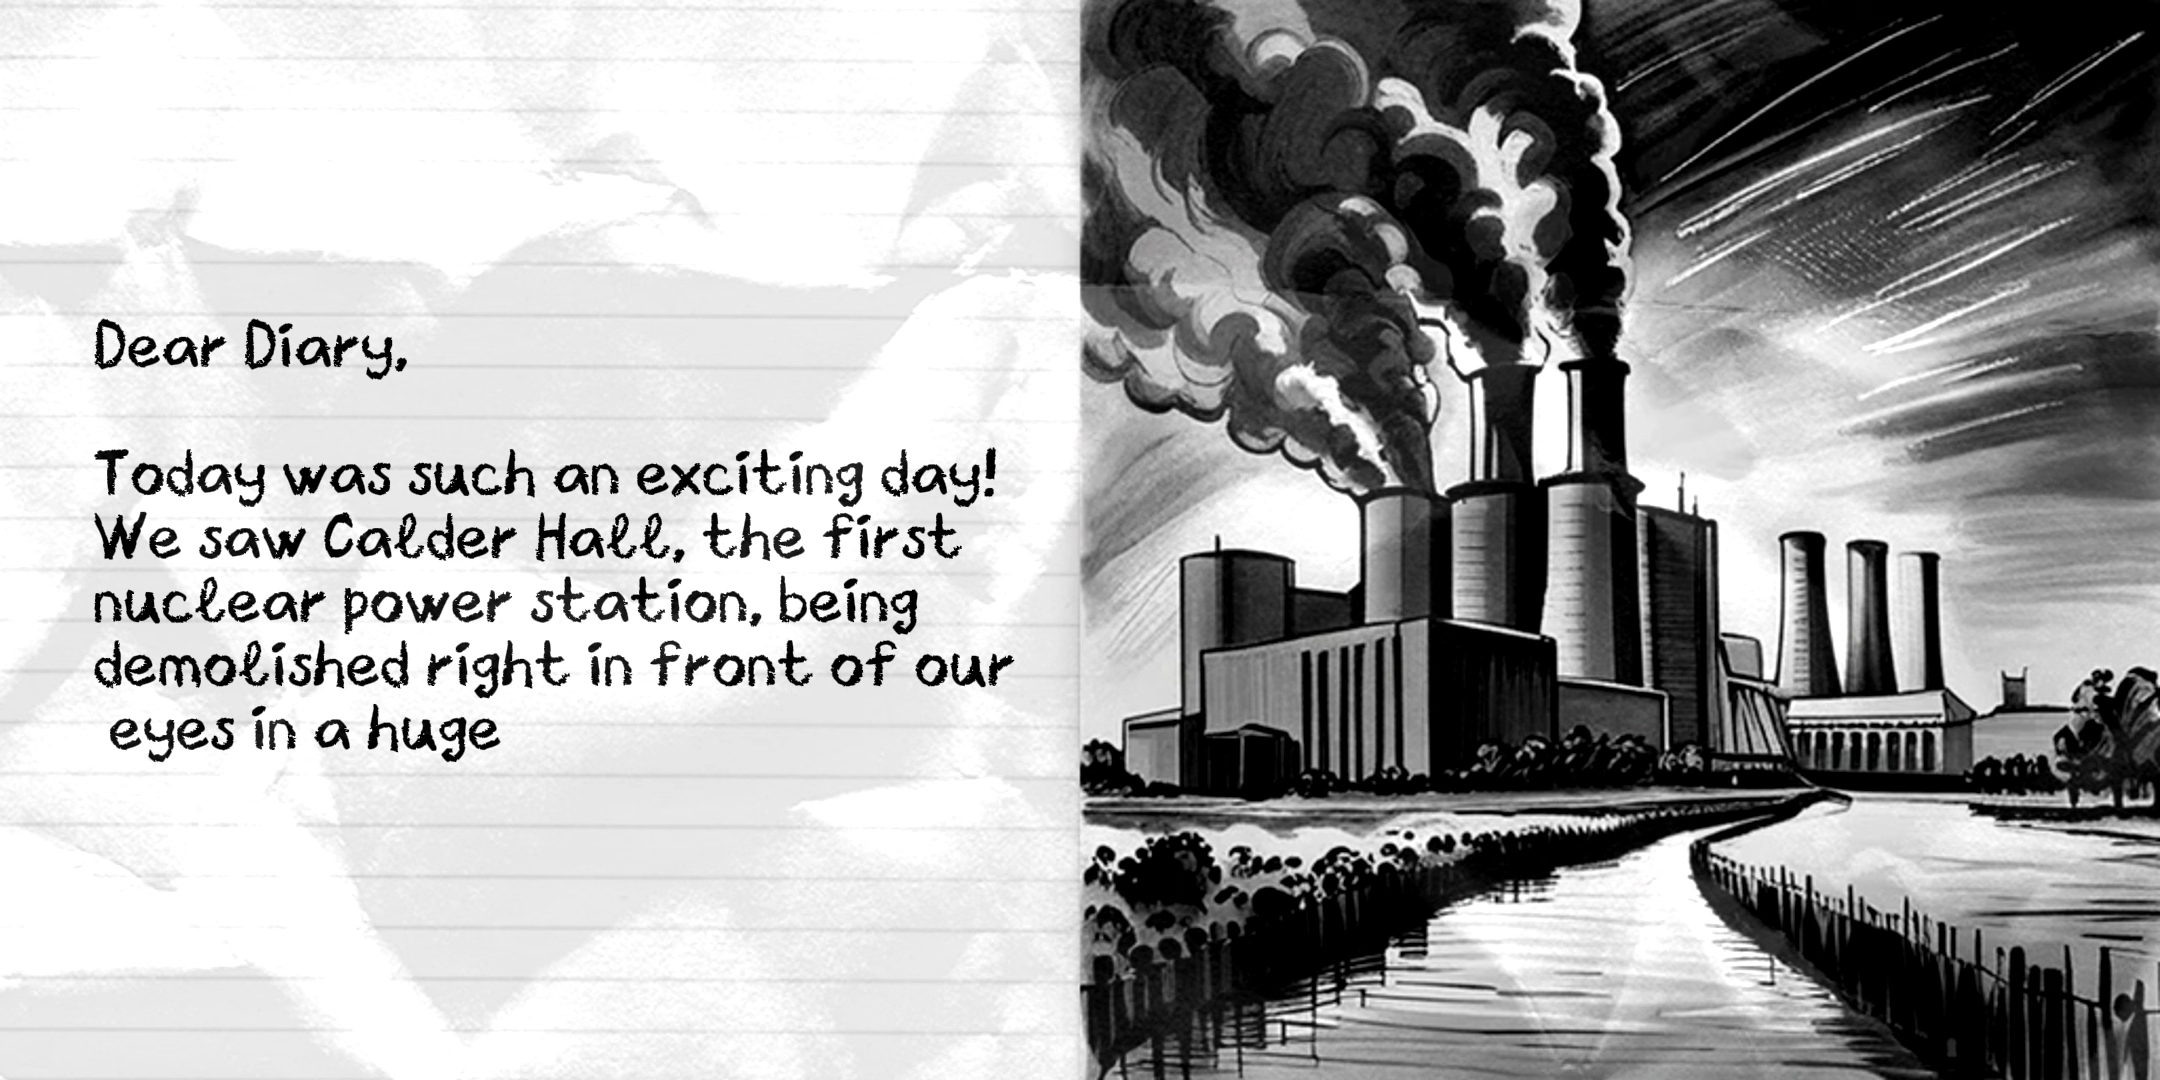 Dear Diary,
Today was such an exciting day!
We saw Calder Hall, the first
nuclear power station, being
demolished right in front of our
eyes in a huge